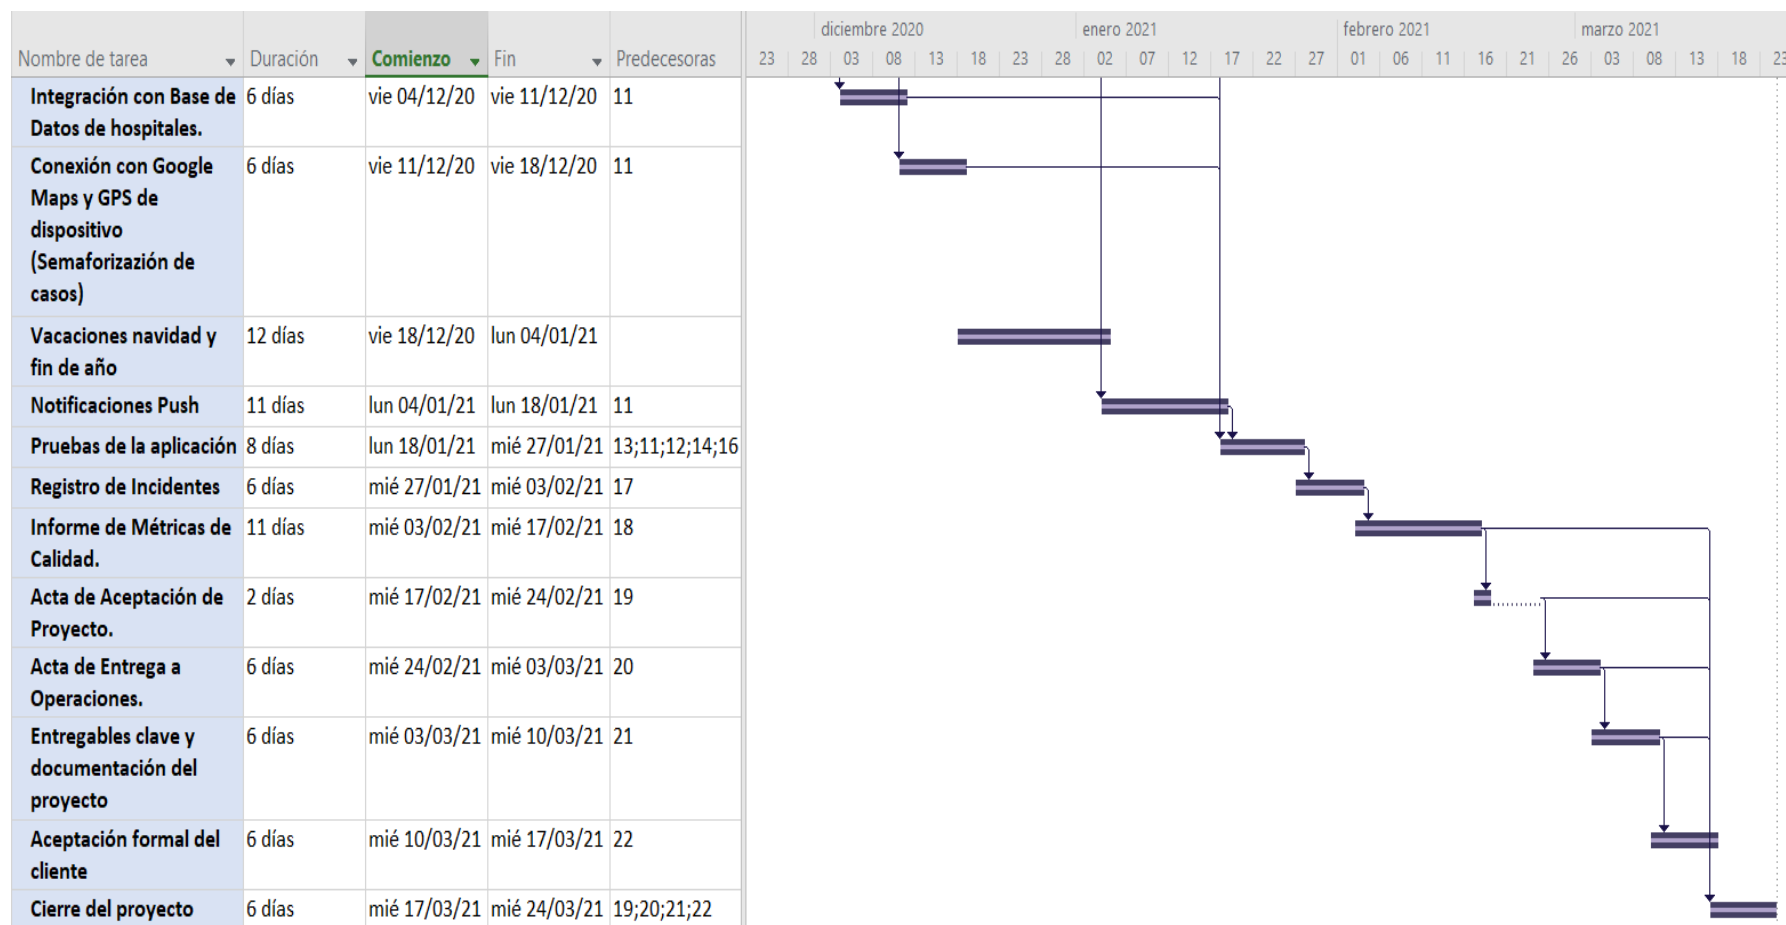 diciembre 2020 enero 2021 febrero 2021 marzo 2021
Nombre de tarea Duración Comienzo Fin Predecesoras 23 28 03 08 13 18 23 28 02 07 12 17 22 27 01 06 11 16 21 26 03 08 13 18 23
Integración con Base de 6 días vie 04/12/20 vie 11/12/20 11
Datos de hospitales.
Conexión con Google 6 días vie 11/12/20 vie 18/12/20 11
Maps y GPS de
dispositivo
(Semaforización de
casos)
Vacaciones navidad y 12 días vie 18/12/20 lun 04/01/21
fin de año
Notificaciones Push 11 días lun 04/01/21 lun 18/01/21 11
Pruebas de la aplicación 8 días lun 18/01/21 mié 27/01/21 13;11;12;14;16
Registro de Incidentes 6 días mié 27/01/21 mié 03/02/21 17
Informe de Métricas de 11 días mié 03/02/21 mié 17/02/21 18
Calidad.
Acta de Aceptación de 2 días mié 17/02/21 mié 24/02/21 19
Proyecto.
Acta de Entrega a 6 días mié 24/02/21 mié 03/03/21 20
Operaciones.
Entregables clave y 6 días mié 03/03/21 mié 10/03/21 21
documentación del
proyecto
Aceptación formal del 6 días mié 10/03/21 mié 17/03/21 22
cliente
Cierre del proyecto 6 días mié 17/03/21 mié 24/03/21 19;20;21;22